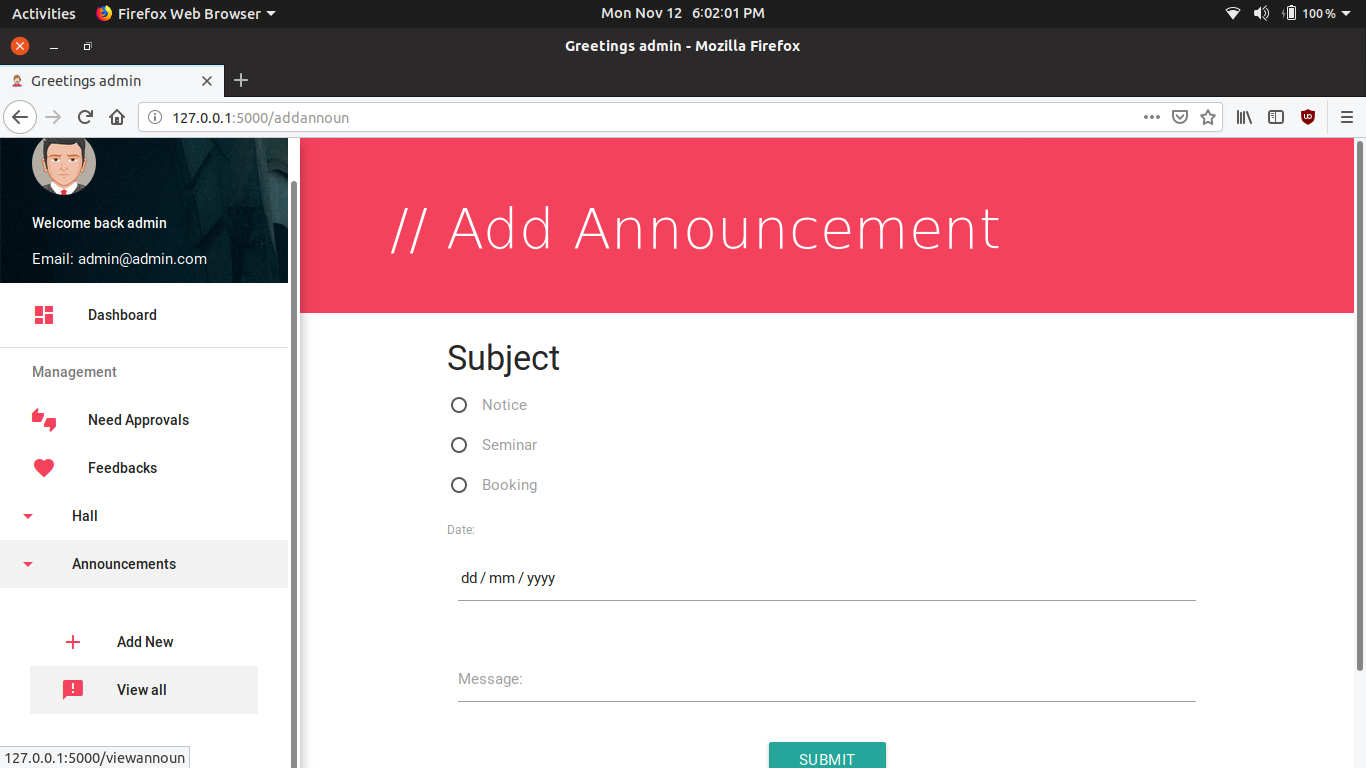 Activities Firefox Web Browser Mon Nov 12 6:02:01 PM 100 %
Greetings admin - Mozilla Firefox
Greetings admin
127.0.0.1:5000/addannoun
Welcome back admin
Email: admin@admin.com
Dashboard
Management
Need Approvals
Feedbacks
Hall
Announcements
Add New
View all
127.0.0.1:5000/viewannoun
// Add Announcement
Subject
Notice
Seminar
Booking
Date:
dd / mm / yyyy
Message:
SUBMIT